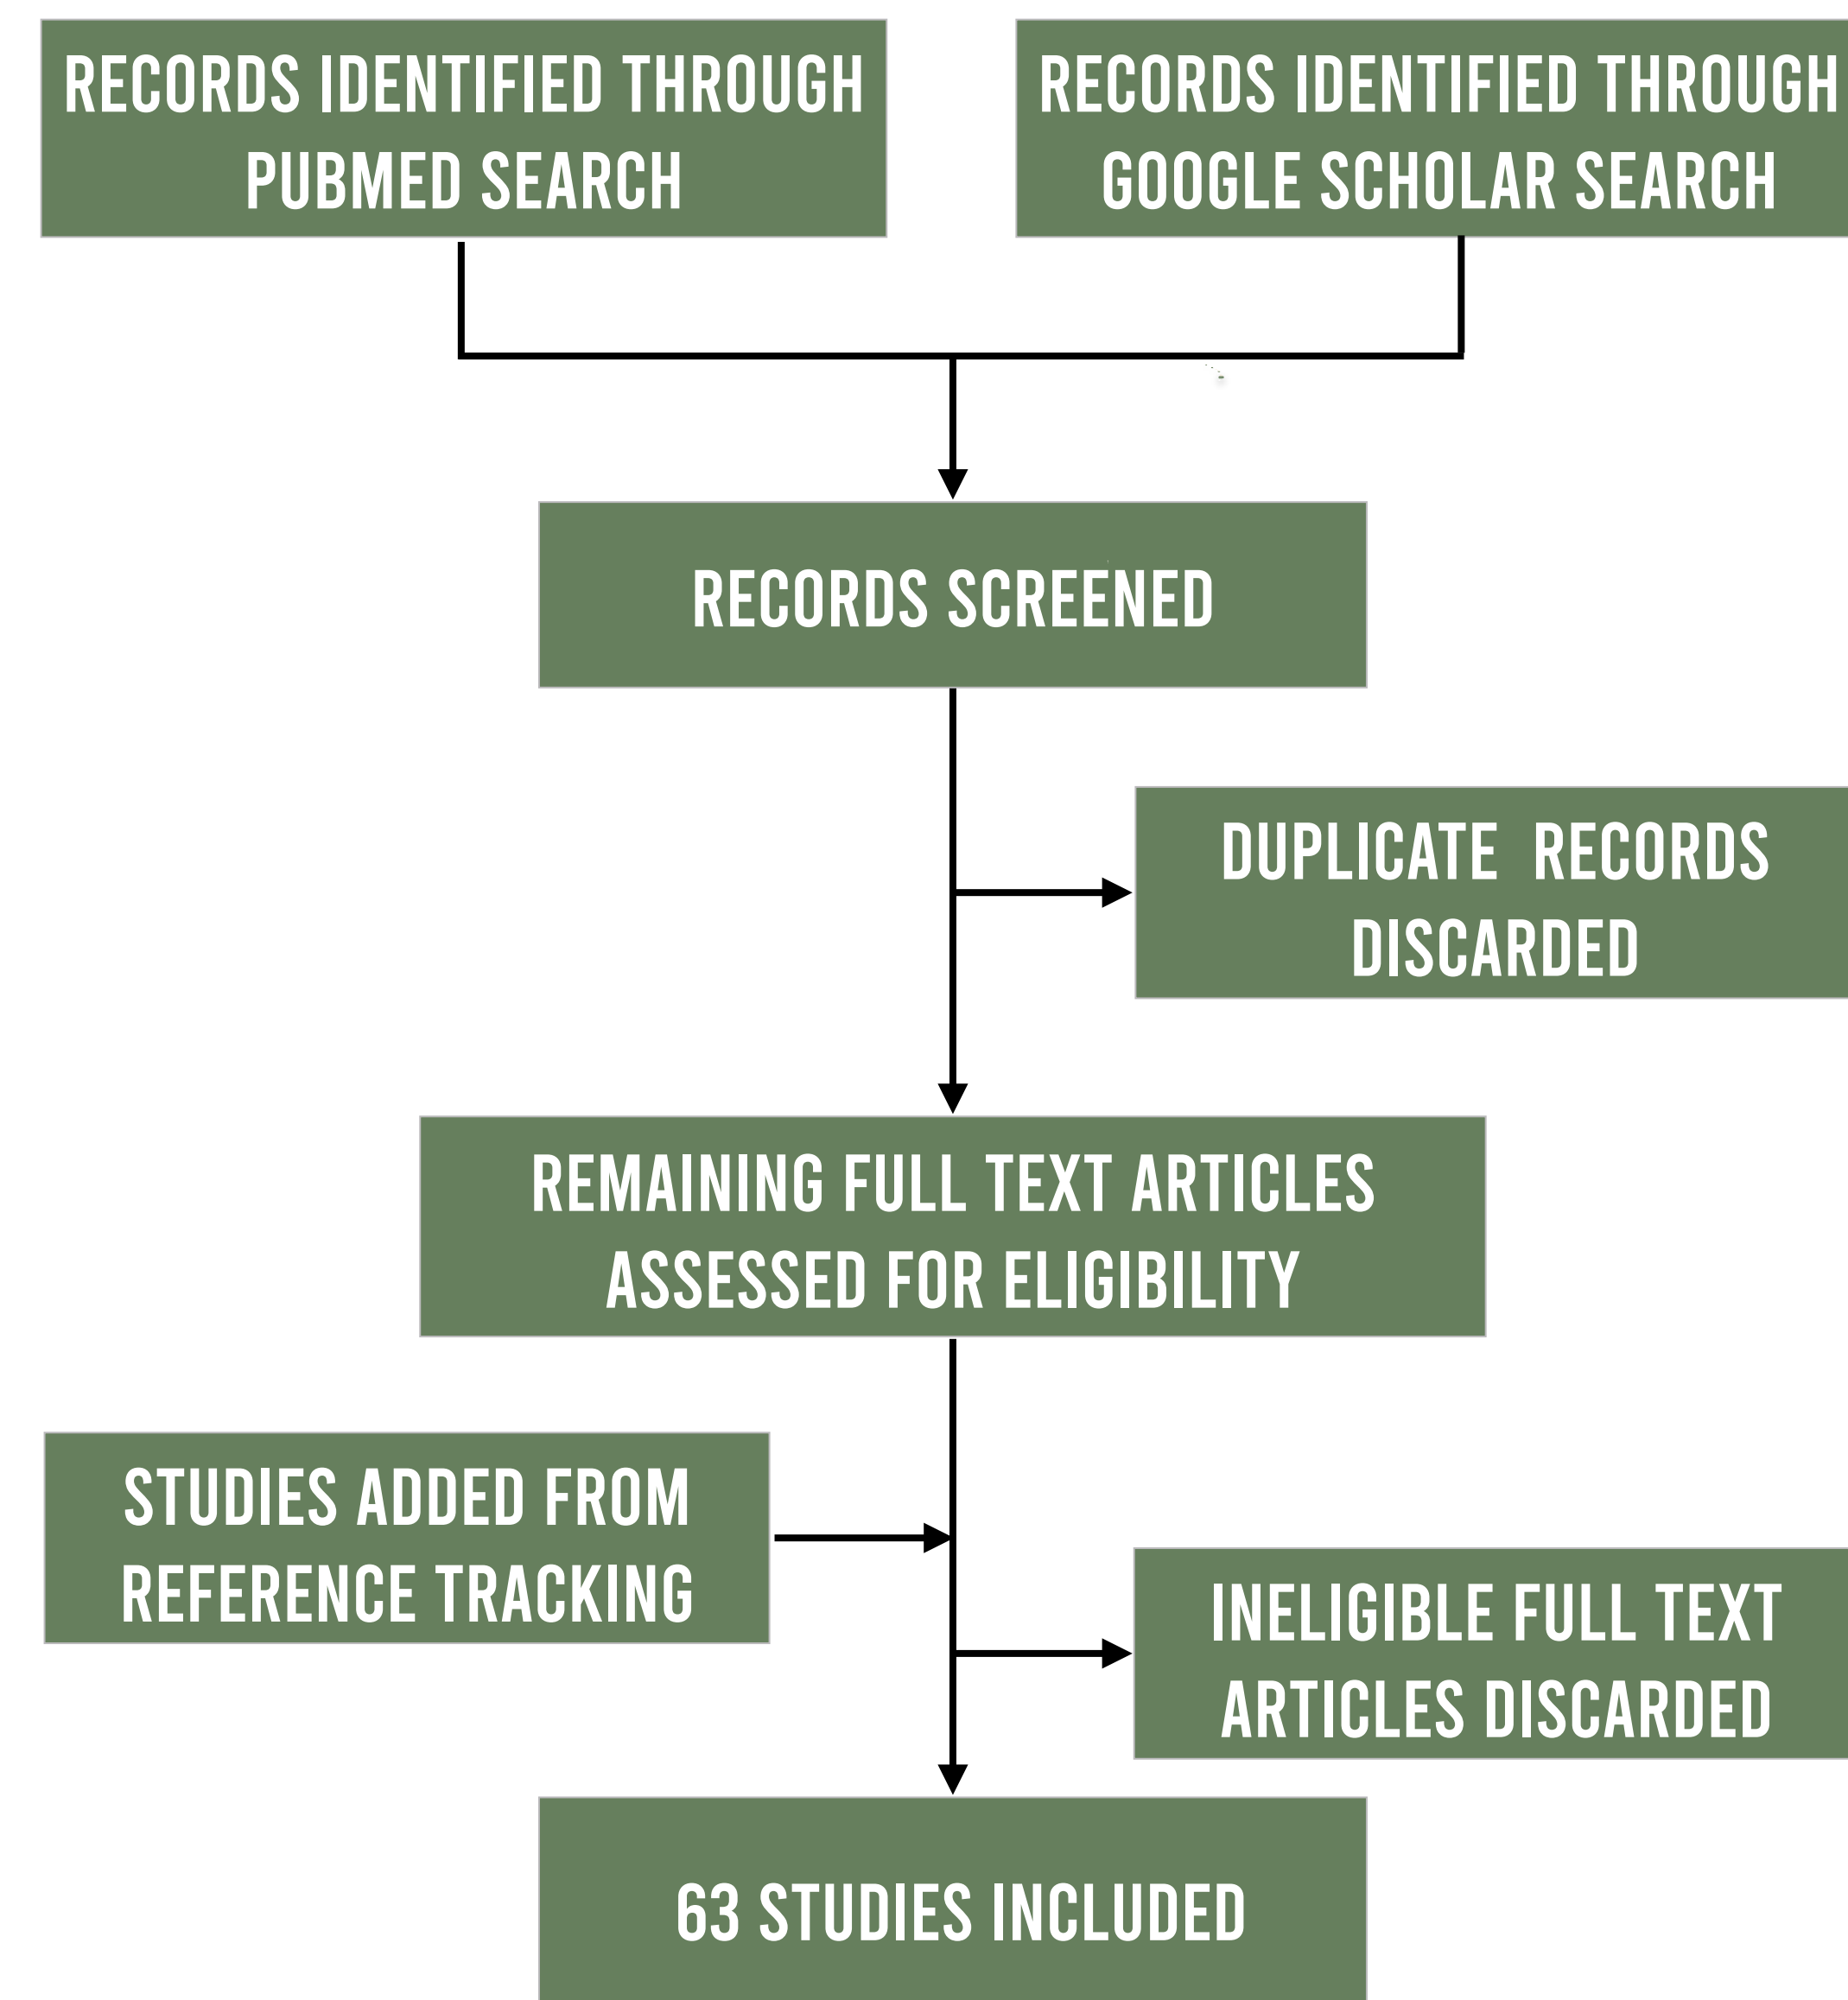 RECORDS IDENTIFIED THROUGH
PUBMED SEARCH
RECORDS IDENTIFIED THROUGH
GOOGLE SCHOLAR SEARCH
RECORDS SCREENED
DUPLICATE RECORDS
DISCARDED
REMAINING FULL TEXT ARTICLES
ASSESSED FOR ELIGIBILITY
STUDIES ADDED FROM
REFERENCE TRACKING
INELIGIBLE FULL TEXT
ARTICLES DISCARDED
63 STUDIES INCLUDED